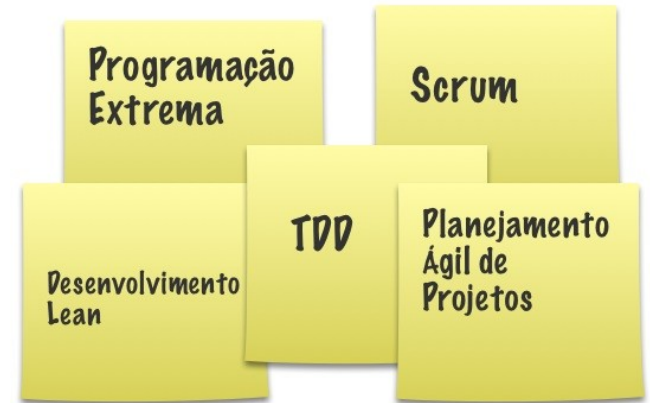 Programação
Extrema
Scrum
TDD
Desenvolvimento
Lean
Planejamento
Ágil de
Projetos